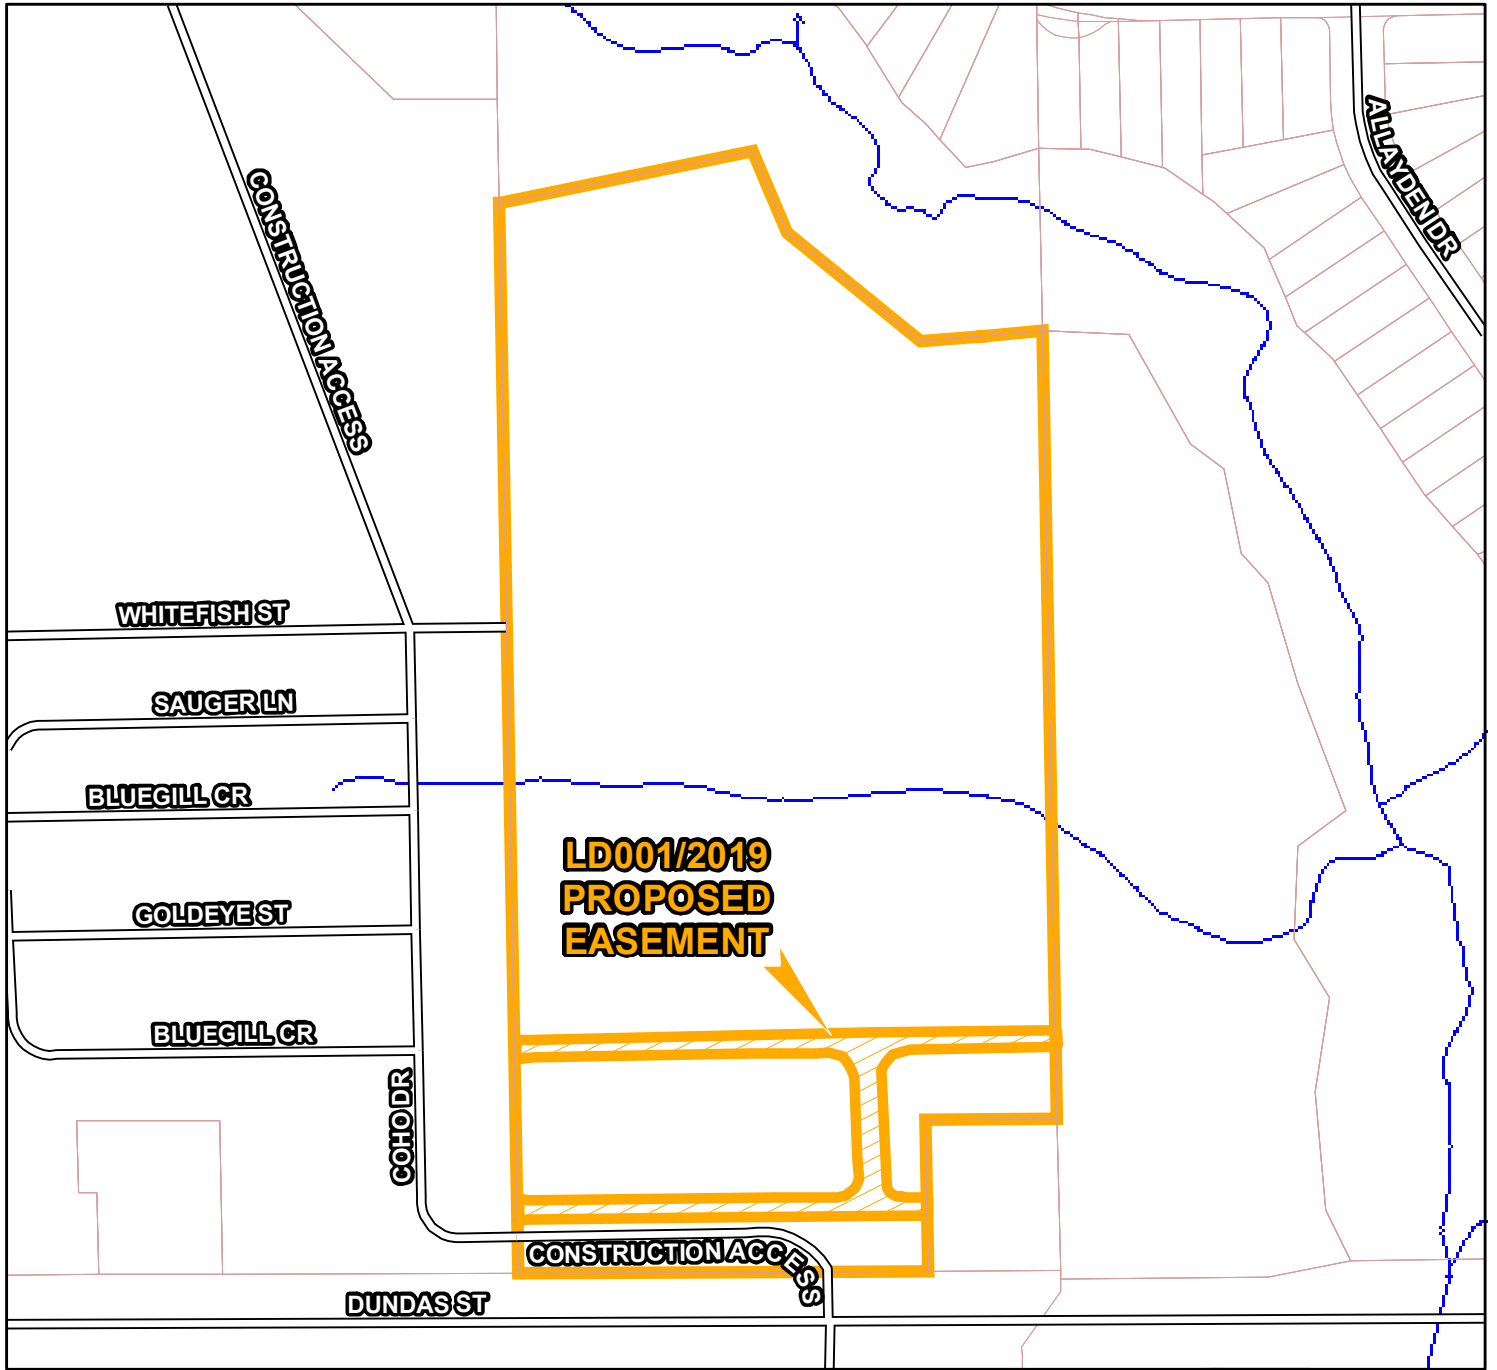 ALLAYDEN DR
CONSTRUCTION ACCESS
WHITEFISH ST
SAUGER LN
BLUEGILL CR
LD001/2019
PROPOSED
EASEMENT
GOLDEYE ST
BLUEGILL CR
COHO DR
CONSTRUCTION ACCESS
DUNDAS ST